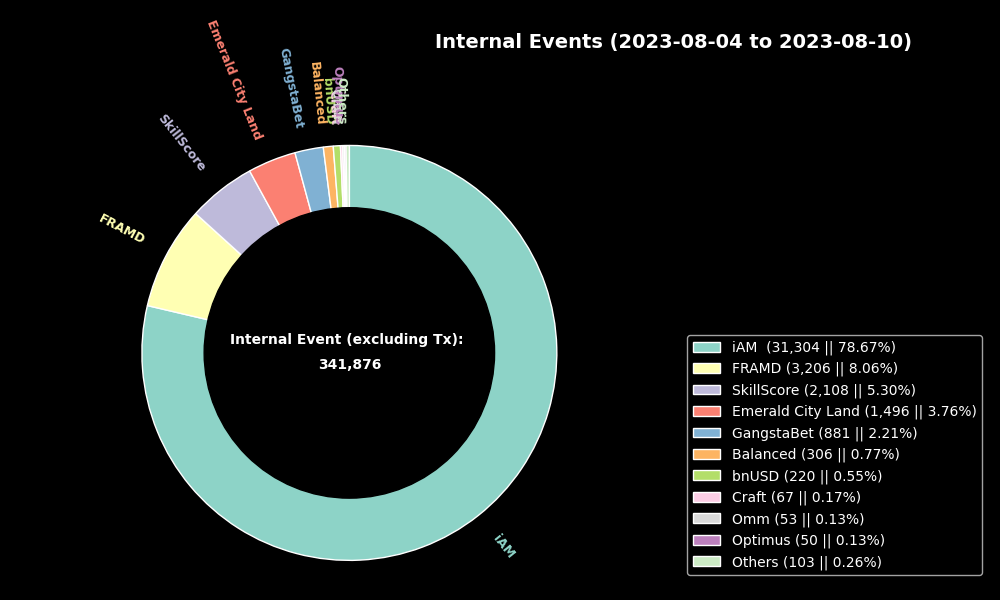 Internal Events (2023-08-04 to 2023-08-10)
Emerald City Land
GangstaBet
Balanced
bnUSD
Others
SkillScore
FRAMD
Internal Event (excluding Tx):
341,876
iAM
iAM (31,304 || 78.67%)
FRAMD (3,206 || 8.06%)
SkillScore (2,108 || 5.30%)
Emerald City Land (1,496 || 3.76%)
GangstaBet (881 || 2.21%)
Balanced (306 || 0.77%)
bnUSD (220 || 0.55%)
Craft (67 || 0.17%)
Omm (53 || 0.13%)
Optimus (50 || 0.13%)
Others (103 || 0.26%)